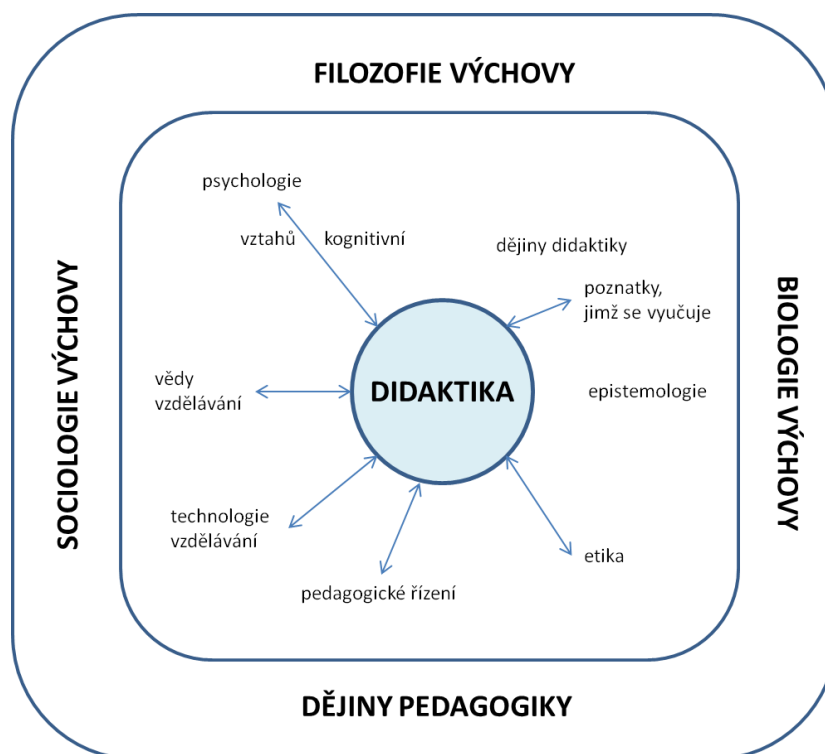 FILOZOFIE VÝCHOVY
psychologie
vztahů kognitivní
dějiny didaktiky
poznatky,
jimž se vyučuje
SOCIOLOGIE VÝCHOVY
BIOLOGIE VÝCHOVY
vědy
vzdělávání
DIDAKTIKA
epistemologie
technologie
vzdělávání
etika
pedagogické řízení
DĚJINY PEDAGOGIKY